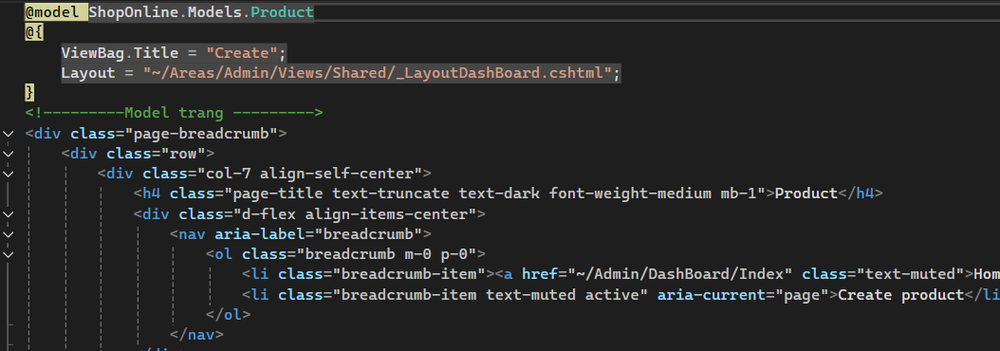 @model ShopOnline.Models.Product
@{
ViewBag.Title = "Create";
Layout = "~/Areas/Admin/Views/Shared/_LayoutDashBoard.cshtml";
}
<!---------Model trang --------->
<div class="page-breadcrumb">
<div class="row">
<div class="col-7 align-self-center">
<h4 class="page-title text-truncate text-dark font-weight-medium mb-1">Product</h4>
<div class="d-flex align-items-center">
<nav aria-label="breadcrumb">
<ol class="breadcrumb m-0 p-0">
<li class="breadcrumb-item"><a href="~/Admin/DashBoard/Index" class="text-muted">Hom
<li class="breadcrumb-item text-muted active" aria-current="page">Create product</li
</ol>
</nav>